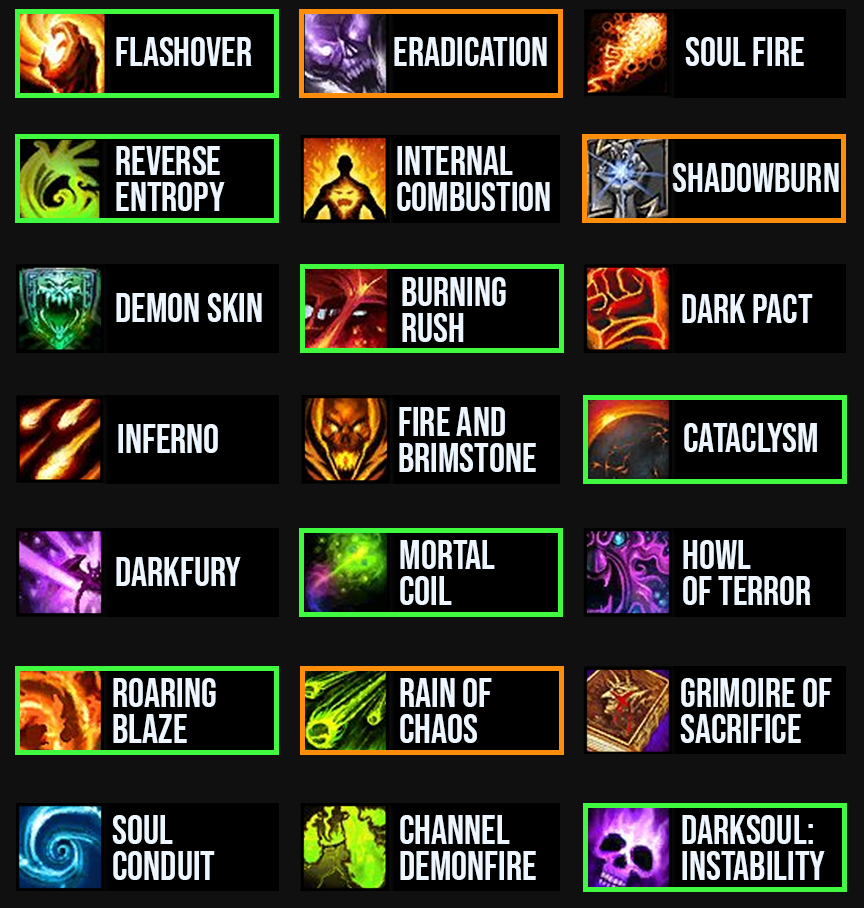 FLASHOVER
ERADICATION
SOUL FIRE
REVERSE
ENTROPY
INTERNAL
COMBUSTION
SHADOWBURN
DEMON SKIN
BURNING
RUSH
DARK PACT
INFERNO
FIRE AND
BRIMSTONE
CATACLYSM
DARKFURY
MORTAL
COIL
HOWL
OF TERROR
ROARING
BLAZE
RAIN OF
CHAOS
GRIMOIRE OF
SACRIFICE
SOUL
CONDUIT
CHANNEL
DEMONFIRE
DARKSOUL:
INSTABILITY